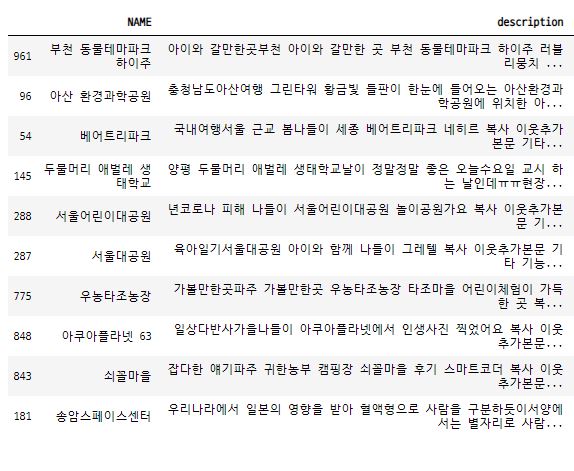 NAME description
961 부천 동물테마파크 아이와 갈만한곳부천 아이와 갈만한 곳 부천 동물테마파크 하이주 러블
하이주 리뭉치 ...
96 아산 환경과학공원 충청남도아산여행 그린타워 황금빛 들판이 한눈에 들어오는 아산환경과
학공원에 위치한 아...
54 베어트리파크 국내여행서울 근교 봄나들이 세종 베어트리파크 네히르 복사 이웃추가
본문 기타...
145 두물머리 애벌레 생 양평 두물머리 애벌레 생태학교날이 정말정말 좋은 오늘수요일 교시 하
태학교 는 날인데ㅠㅠ현장...
288 서울어린이대공원 년코로나 피해 나들이 서울어린이대공원 놀이공원가요 복사 이웃추가본
문 기...
287 서울대공원 육아일기서울대공원 아이와 함께 나들이 그레텔 복사 이웃추가본문 기
타 기능...
775 우농타조농장 가볼만한곳파주 가볼만한곳 우농타조농장 타조마을 어린이체험이 가득
한 곳 복...
848 아쿠아플라넷 63 일상다반사가을나들이 아쿠아플라넷에서 인생사진 찍었어요 복사 이웃
추가본문...
843 쇠꼴마을 잡다한 얘기파주 귀한농부 캠핑장 쇠꼴마을 후기 스마트코더 복사 이웃
추가본문...
181 송암스페이스센터 우리나라에서 일본의 영향을 받아 혈액형으로 사람을 구분하듯이서양에
서는 별자리로 사람...